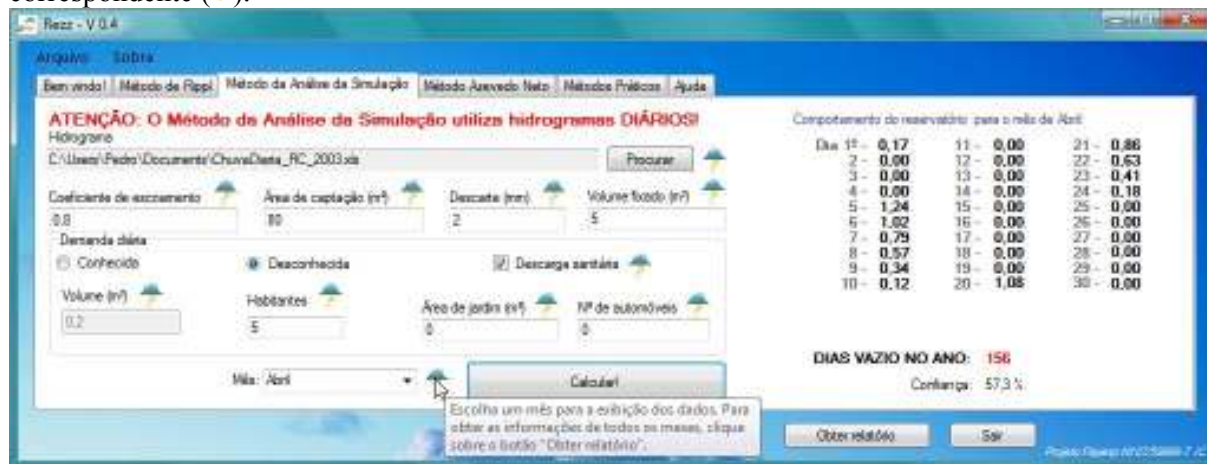 Rezz - V 0.4
Arquivo Sobre
Bem vindo! Método de Rippl Método da Análise da Simulação Método Azevedo Neto Métodos Práticos Ajuda
ATENÇÃO: O Método da Análise da Simulação utiliza hidrogramas DIÁRIOS!
Hidrograma
C:\Users\Pedro\Documents\ChuvaDiaria_RC_2003.xls Procurar
Coeficiente de escoamento Área de captação (m²) Descarte (mm) Volume fixado (m³)
0.8 80 2 5
Demanda diária
Conhecida Desconhecida Descarga sanitária
Volume (m³) Habitantes Área de jardim (m²) Nº de automóveis
0.2 5 0 0
Mês: Abril Calcular!
Escolha um mês para a exibição dos dados. Para
obter as informações de todos os meses, clique
sobre o botão "Obter relatório".
Comportamento do reservatório para o mês de Abril
Dia 1º - 0,17 11 - 0,00 21 - 0,86
2 - 0,00 12 - 0,00 22 - 0,63
3 - 0,00 13 - 0,00 23 - 0,41
4 - 0,00 14 - 0,00 24 - 0,18
5 - 1,24 15 - 0,00 25 - 0,00
6 - 1,02 16 - 0,00 26 - 0,00
7 - 0,79 17 - 0,00 27 - 0,00
8 - 0,57 18 - 0,00 28 - 0,00
9 - 0,34 19 - 0,00 29 - 0,00
10 - 0,12 20 - 1,08 30 - 0,00
DIAS VAZIO NO ANO: 156
Confiança: 57,3 %
Obter relatório Sair